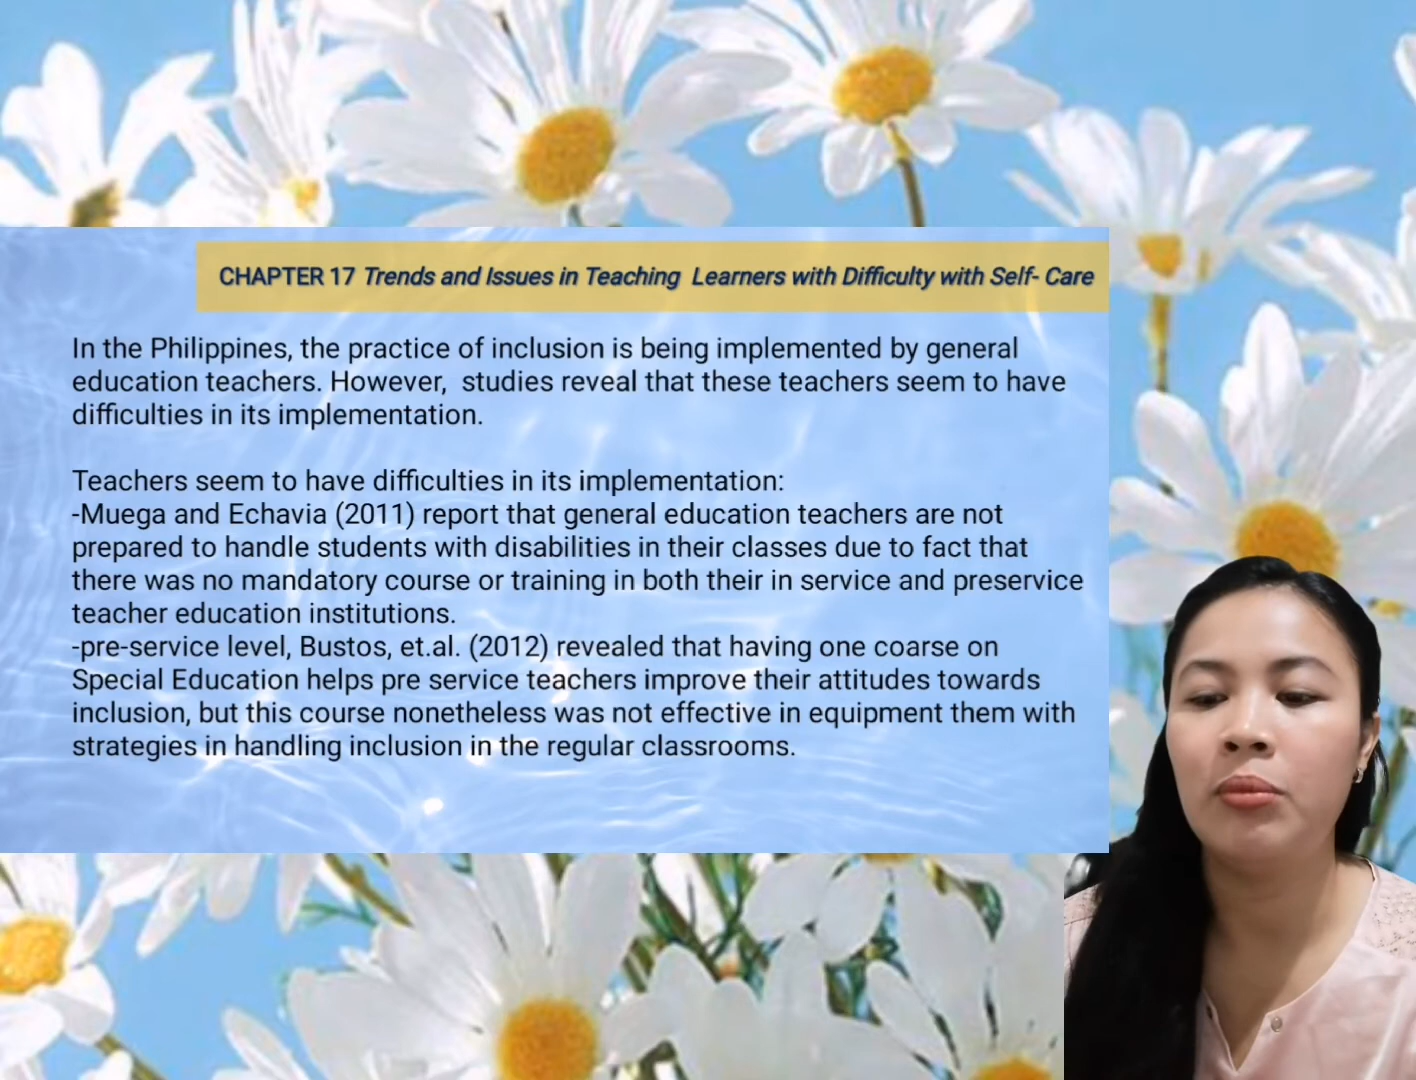 CHAPTER 17 Trends and Issues in Teaching Learners with Difficulty with Self- Care
In the Philippines, the practice of inclusion is being implemented by general
education teachers. However, studies reveal that these teachers seem to have
difficulties in its implementation.
Teachers seem to have difficulties in its implementation:
-Muega and Echavia (2011) report that general education teachers are not
prepared to handle students with disabilities in their classes due to fact that
there was no mandatory course or training in both their in service and preservice
teacher education institutions.
-pre-service level, Bustos, et.al. (2012) revealed that having one coarse on
Special Education helps pre service teachers improve their attitudes towards
inclusion, but this course nonetheless was not effective in equipment them with
strategies in handling inclusion in the regular classrooms.